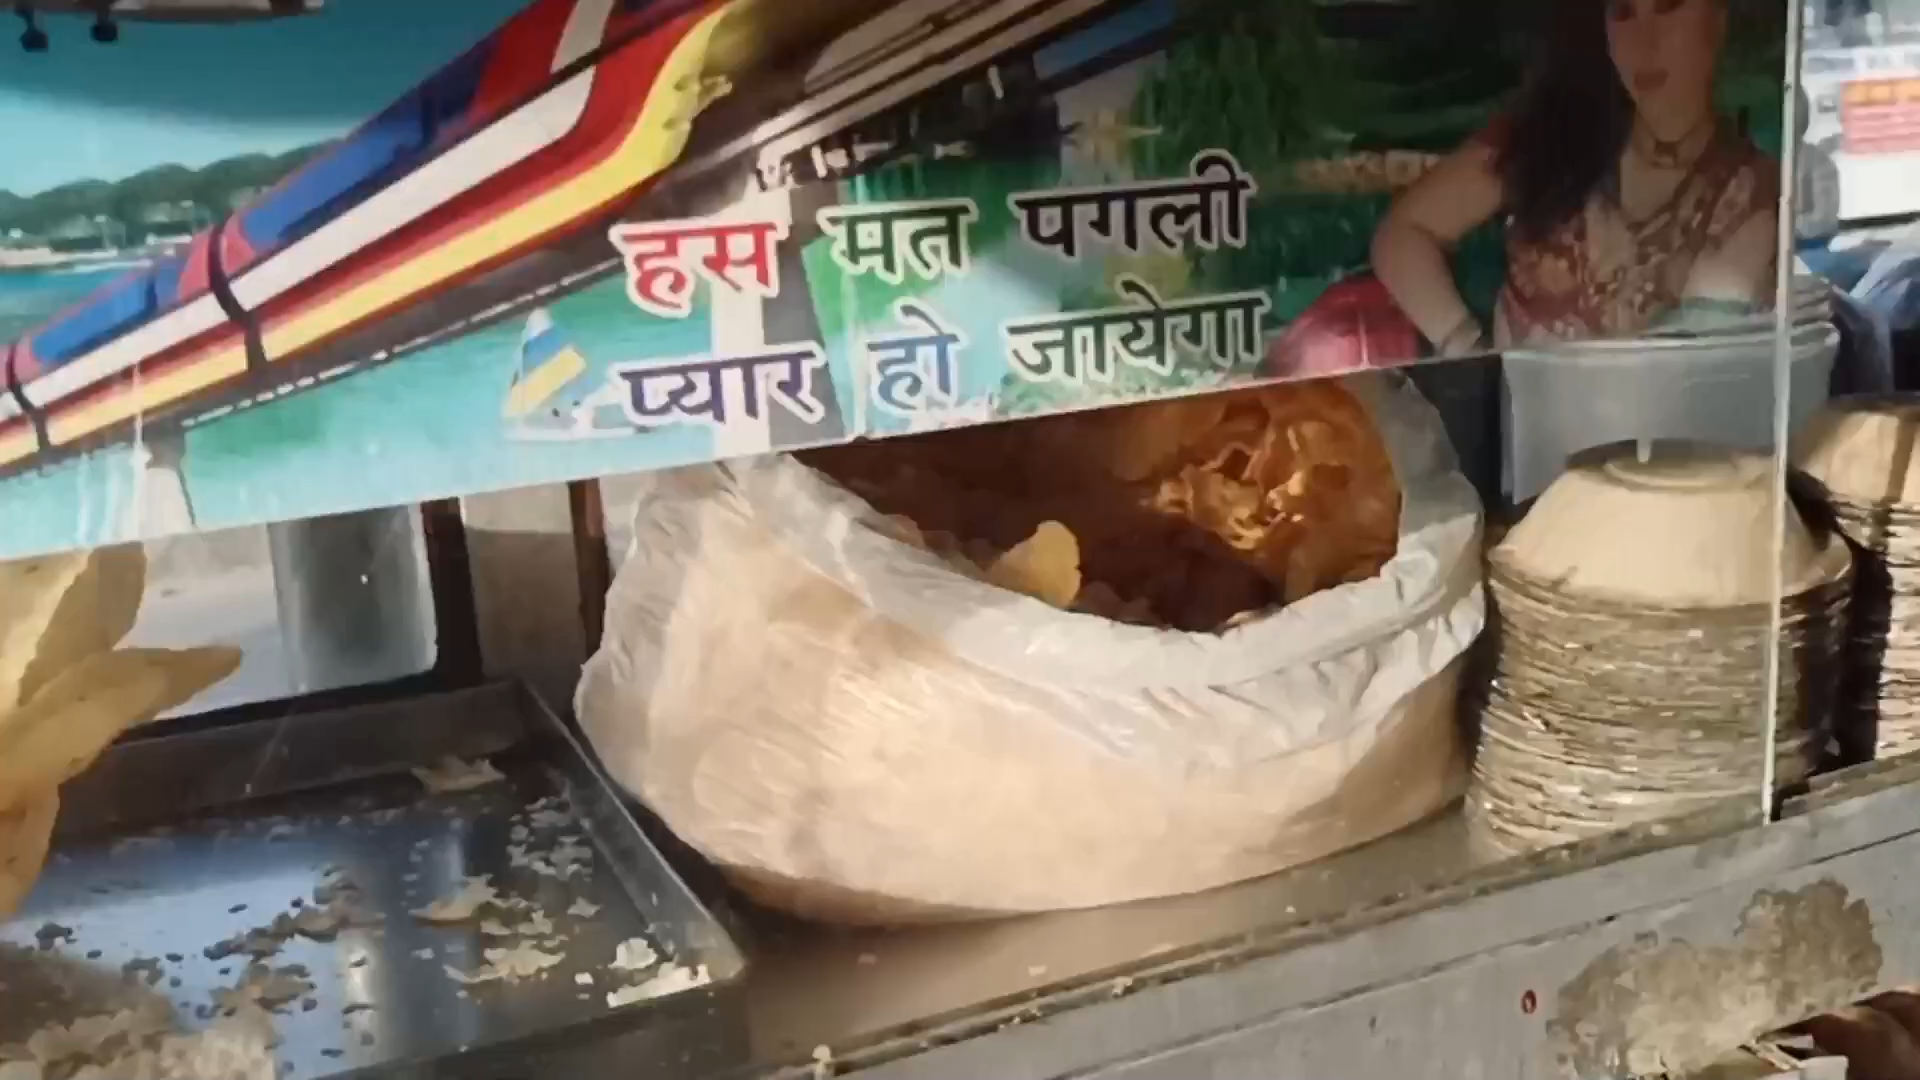 हस मत पगली
प्यार हो जायेगा